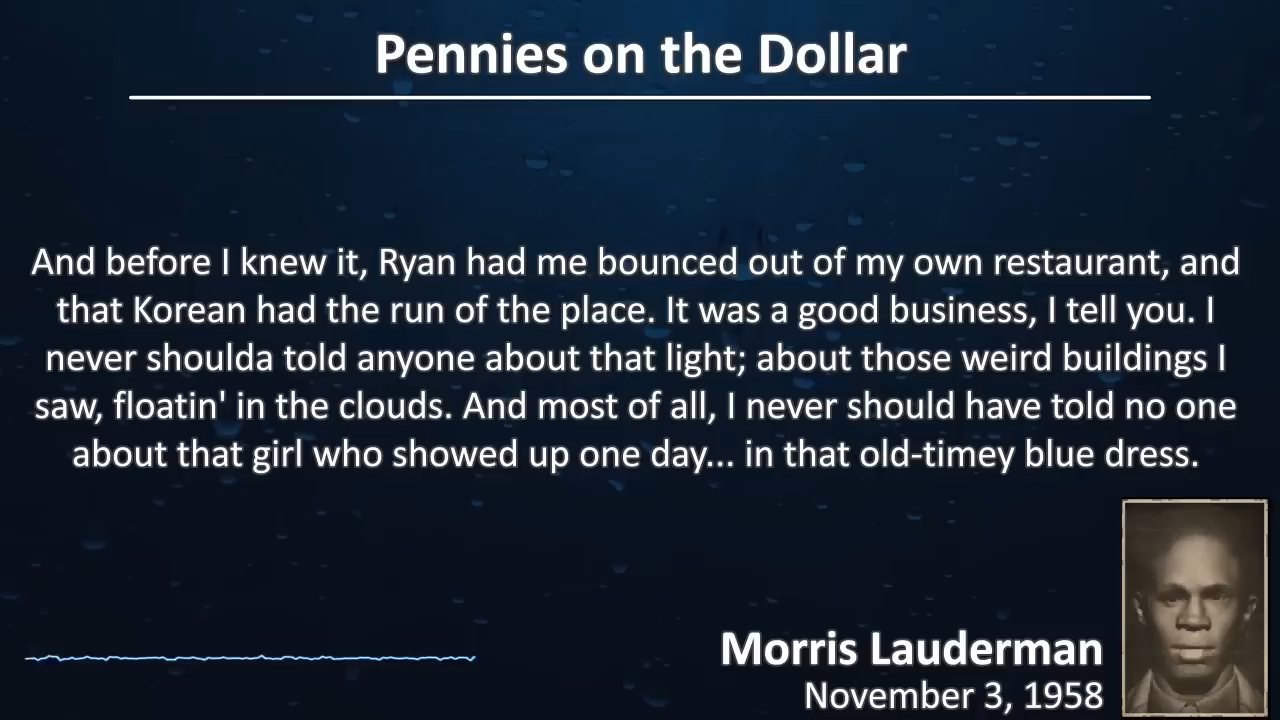 Pennies on the Dollar
And before I knew it, Ryan had me bounced out of my own restaurant, and
that Korean had the run of the place. It was a good business, I tell you. I
never shoulda told anyone about that light; about those weird buildings I
saw, floatin' in the clouds. And most of all, I never should have told no one
about that girl who showed up one day... in that old-timey blue dress.
Morris Lauderman
November 3, 1958